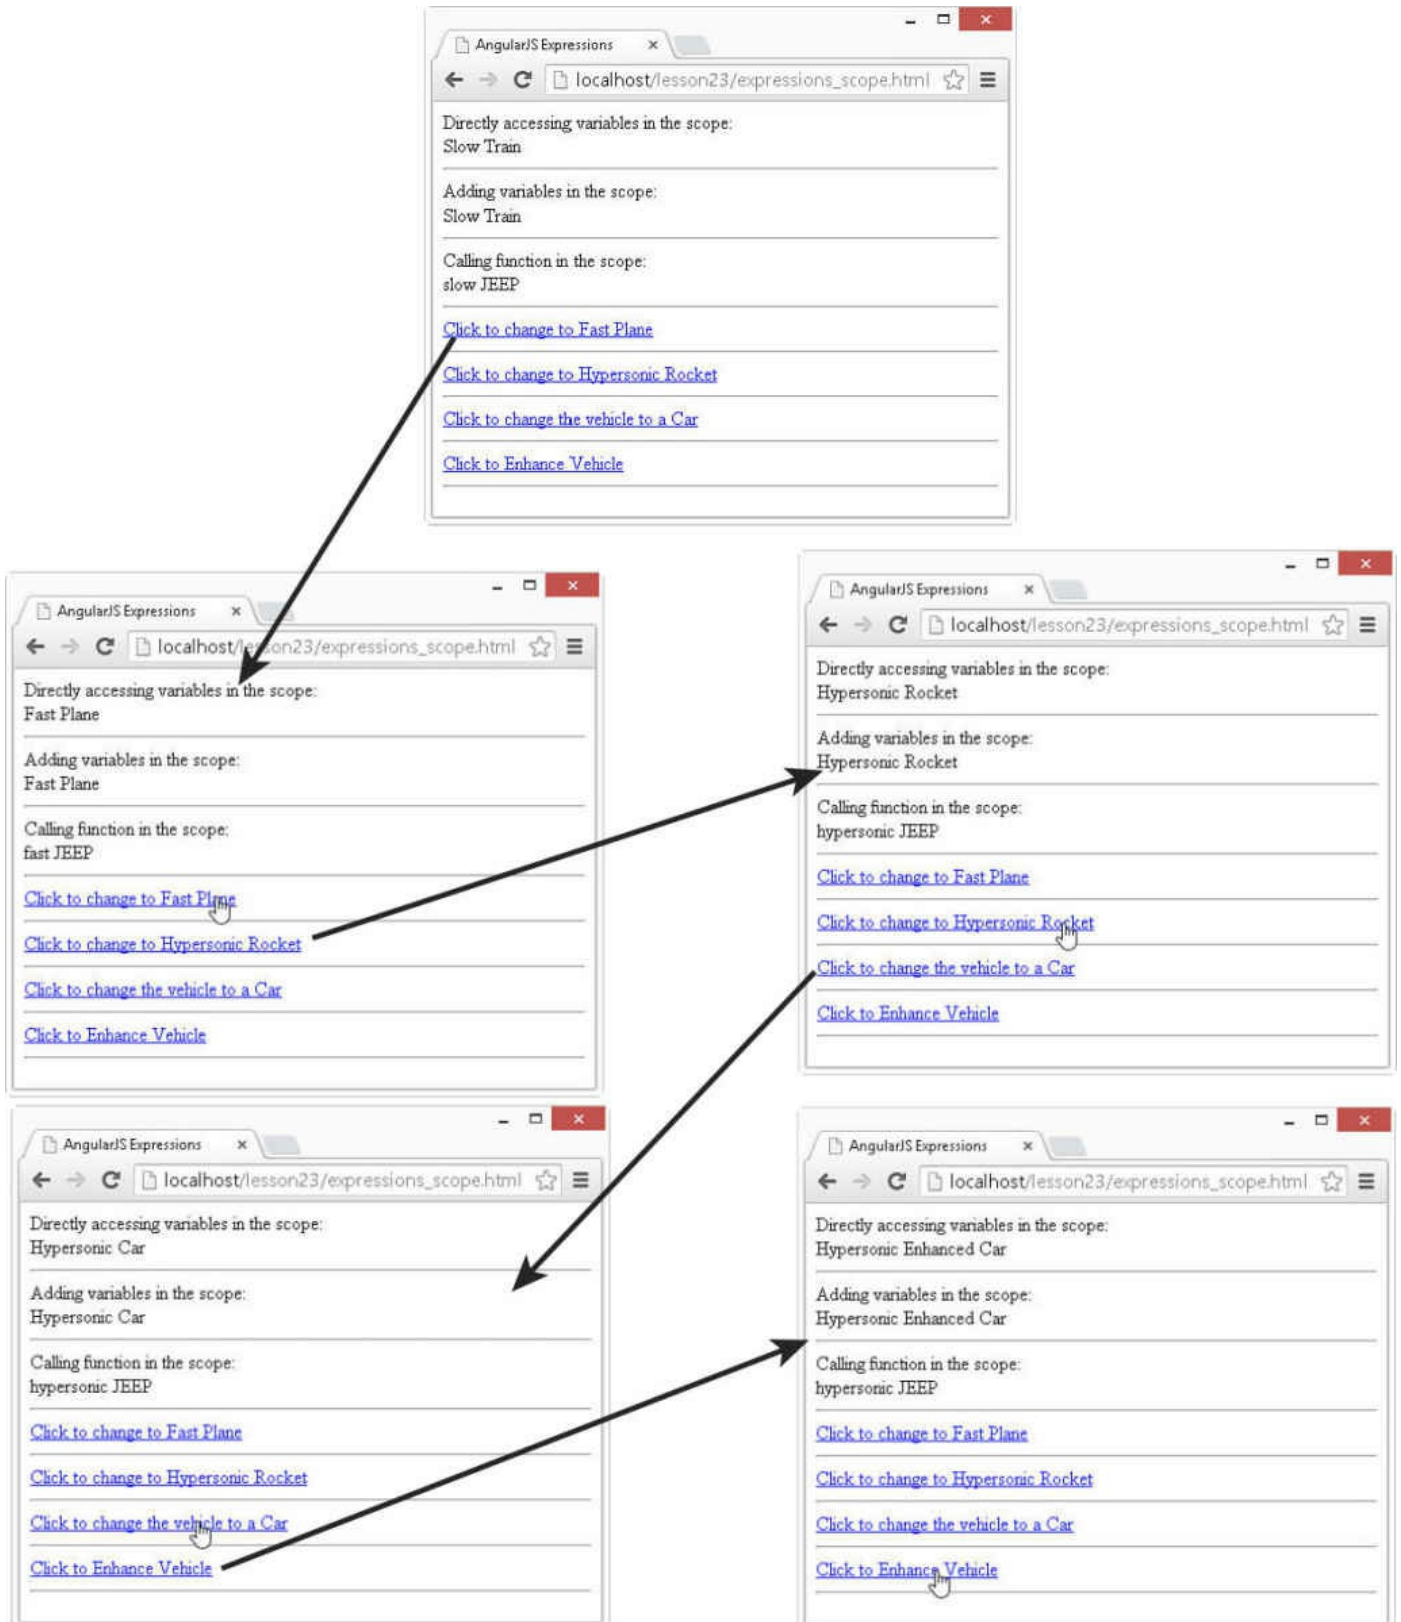 AngularJS Expressions
localhost/lesson23/expressions_scope.html
Directly accessing variables in the scope:
Slow Train
Adding variables in the scope:
Slow Train
Calling function in the scope:
slow JEEP
Click to change to Fast Plane
Click to change to Hypersonic Rocket
Click to change the vehicle to a Car
Click to Enhance Vehicle
AngularJS Expressions
localhost/lesson23/expressions_scope.html
Directly accessing variables in the scope:
Fast Plane
Adding variables in the scope:
Fast Plane
Calling function in the scope:
fast JEEP
Click to change to Fast Plane
Click to change to Hypersonic Rocket
Click to change the vehicle to a Car
Click to Enhance Vehicle
AngularJS Expressions
localhost/lesson23/expressions_scope.html
Directly accessing variables in the scope:
Hypersonic Rocket
Adding variables in the scope:
Hypersonic Rocket
Calling function in the scope:
hypersonic JEEP
Click to change to Fast Plane
Click to change to Hypersonic Rocket
Click to change the vehicle to a Car
Click to Enhance Vehicle
AngularJS Expressions
localhost/lesson23/expressions_scope.html
Directly accessing variables in the scope:
Hypersonic Car
Adding variables in the scope:
Hypersonic Car
Calling function in the scope:
hypersonic JEEP
Click to change to Fast Plane
Click to change to Hypersonic Rocket
Click to change the vehicle to a Car
Click to Enhance Vehicle
AngularJS Expressions
localhost/lesson23/expressions_scope.html
Directly accessing variables in the scope:
Hypersonic Enhanced Car
Adding variables in the scope:
Hypersonic Enhanced Car
Calling function in the scope:
hypersonic JEEP
Click to change to Fast Plane
Click to change to Hypersonic Rocket
Click to change the vehicle to a Car
Click to Enhance Vehicle